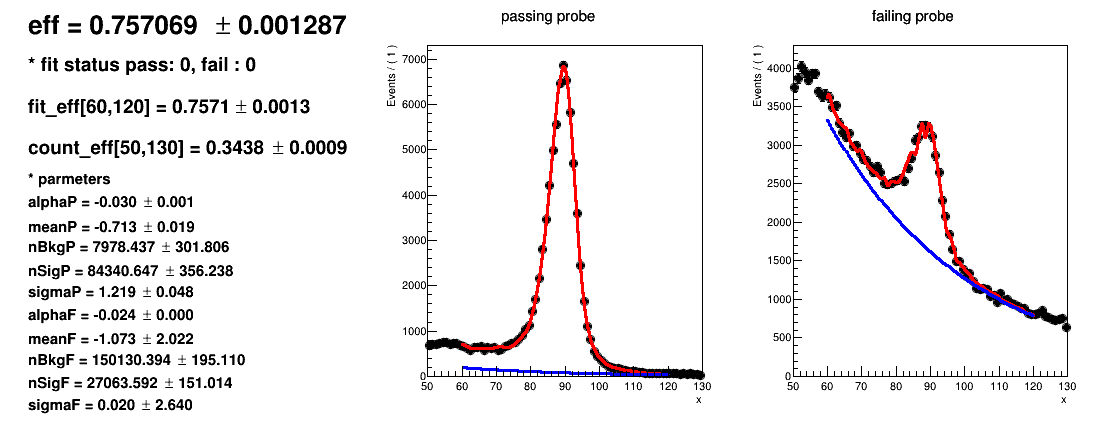 eff = 0.757069 ± 0.001287
* fit status pass: 0, fail : 0
fit_eff[60,120] = 0.7571 ± 0.0013
count_eff[50,130] = 0.3438 ± 0.0009
* parmeters
alphaP = -0.030 ± 0.001
meanP = -0.713 ± 0.019
nBkgP = 7978.437 ± 301.806
nSigP = 84340.647 ± 356.238
sigmaP = 1.219 ± 0.048
alphaF = -0.024 ± 0.000
meanF = -1.073 ± 2.022
nBkgF = 150130.394 ± 195.110
nSigF = 27063.592 ± 151.014
sigmaF = 0.020 ± 2.640
passing probe
Events / ( 1 )
7000
6000
5000
4000
3000
2000
1000
0
50 60 70 80 90 100 110 120 130
x
failing probe
Events / ( 1 )
4000
3500
3000
2500
2000
1500
1000
500
0
50 60 70 80 90 100 110 120 130
x